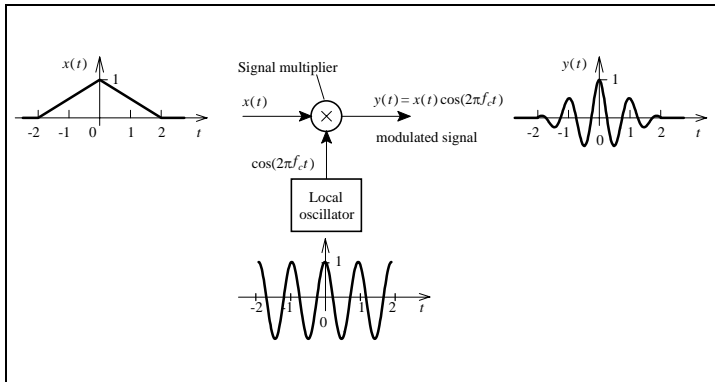 x(t)
1
-2 -1 0 1 2 t
Signal multiplier
x(t)
×
y(t) = x(t) cos(2πf_c t)
modulated signal
cos(2πf_c t)
Local
oscillator
1
-2 -1 0 1 2 t
y(t)
1
-2 -1 0 1 2 t